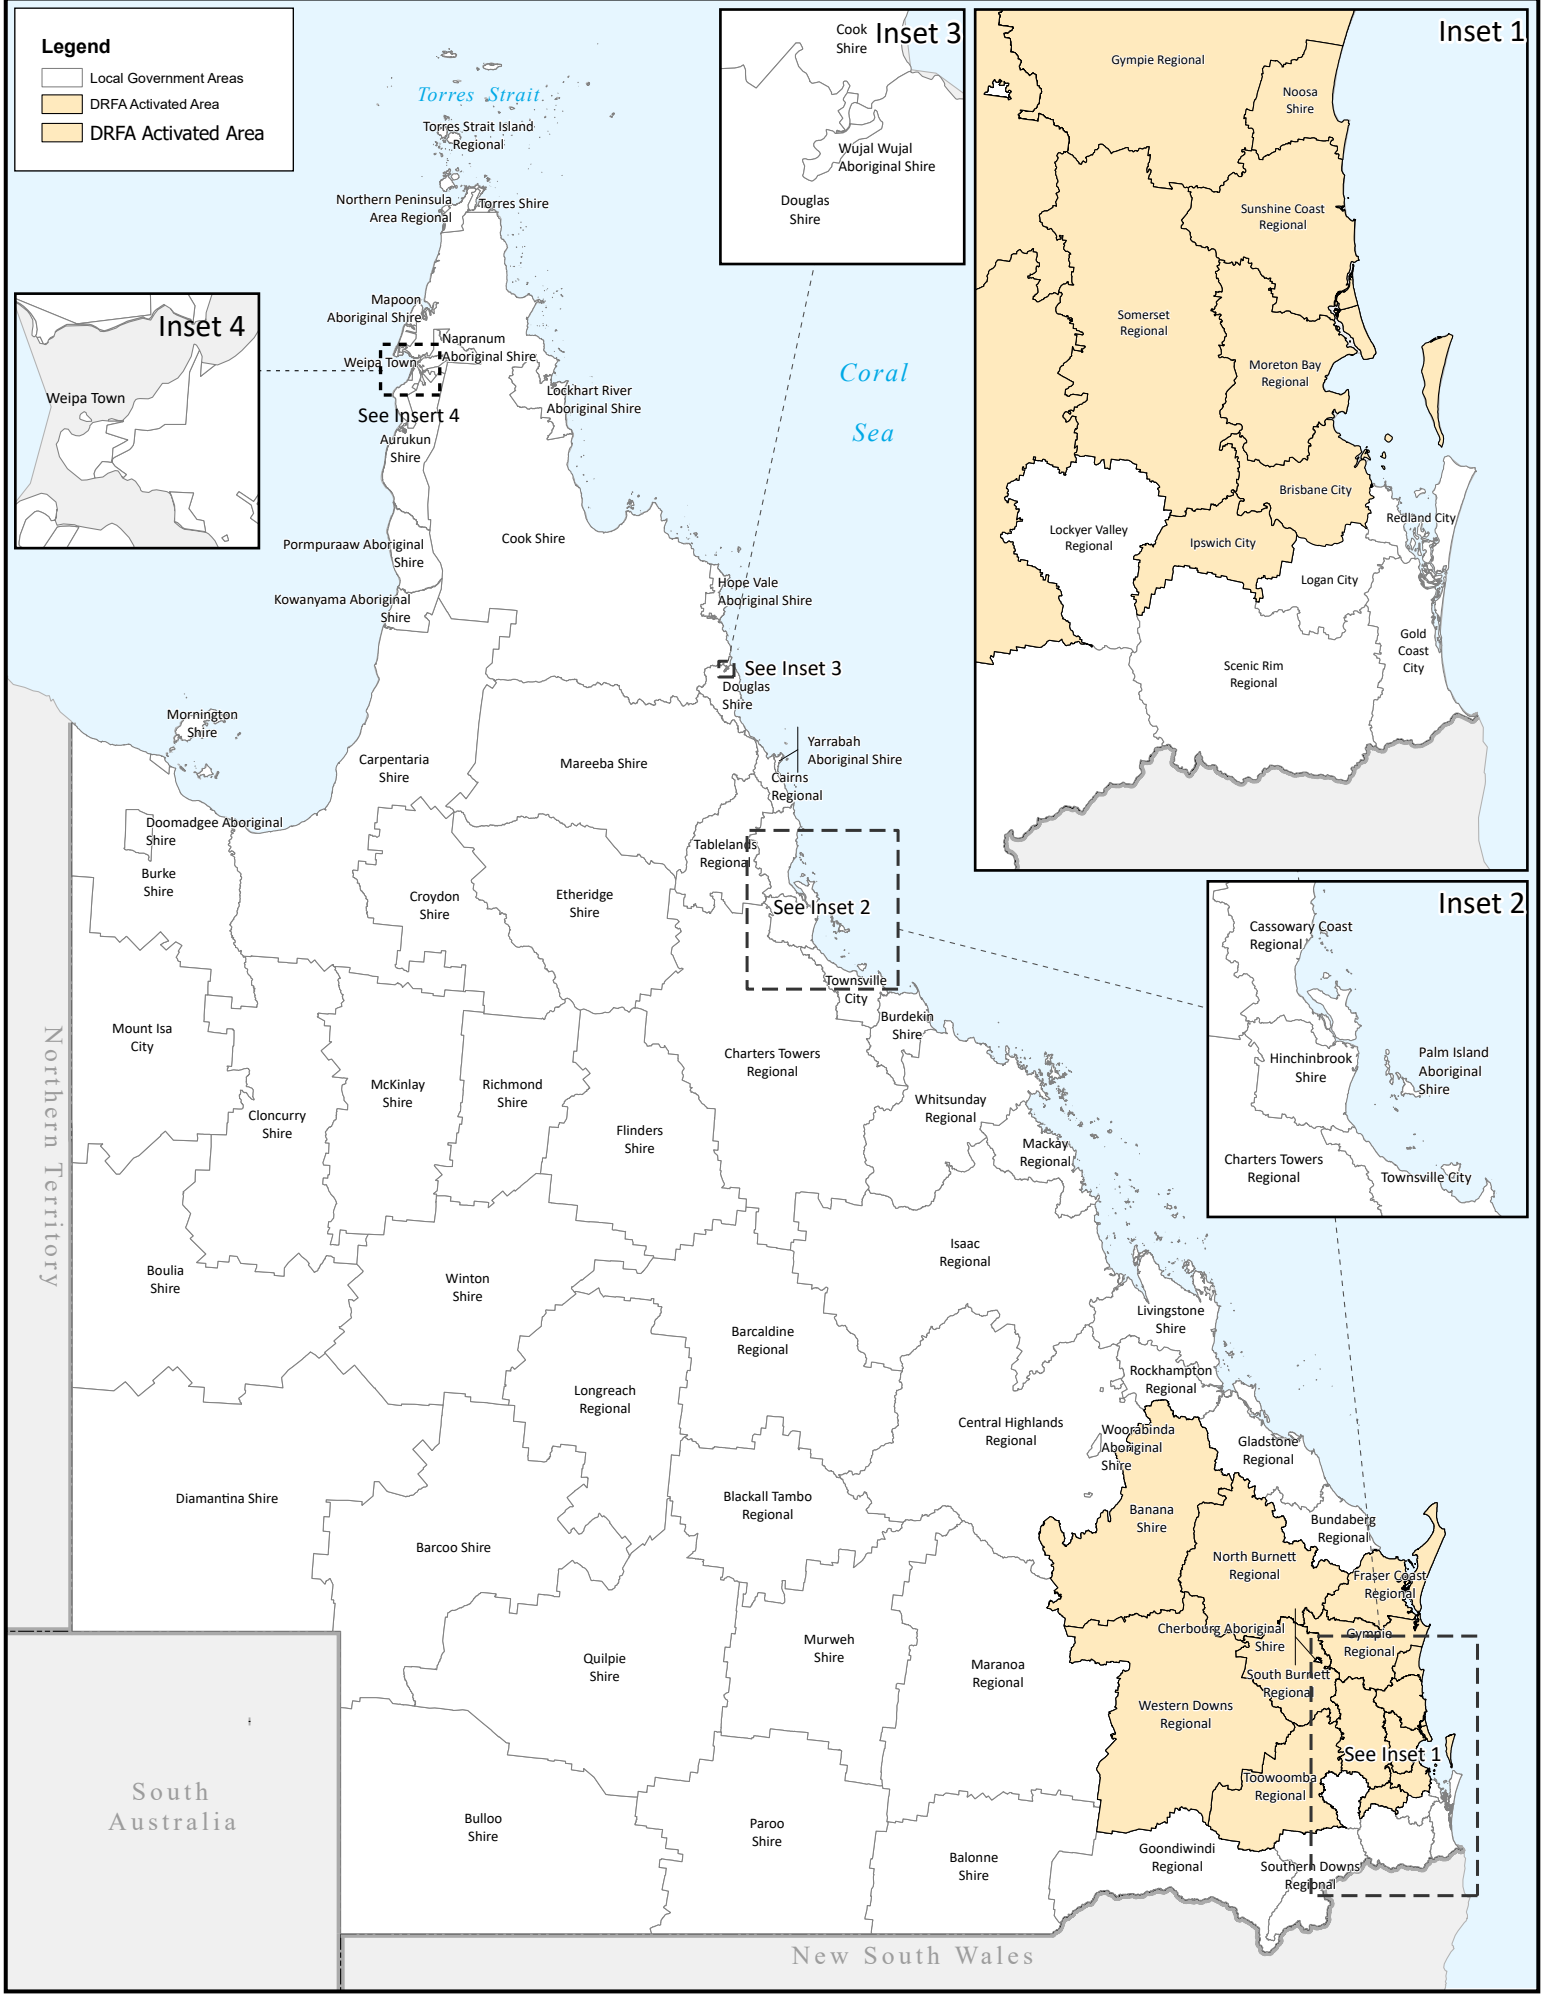 Legend
Local Government Areas
DRFA Activated Area
DRFA Activated Area
Torres Strait
Torres Strait Island
Regional
Northern Peninsula
Area Regional
Torres Shire
Mapoon
Aboriginal Shire
Napranum
Aboriginal Shire
Weipa Town
See Insert 4
Lockhart River
Aboriginal Shire
Aurukun
Shire
Pormpuraaw Aboriginal
Shire
Kowanyama Aboriginal
Shire
Cook Shire
Hope Vale
Aboriginal Shire
See Inset 3
Douglas
Shire
Coral
Sea
Inset 4
Weipa Town
Inset 3
Cook
Shire
Wujal Wujal
Aboriginal Shire
Douglas
Shire
Inset 1
Gympie Regional
Noosa
Shire
Sunshine Coast
Regional
Somerset
Regional
Moreton Bay
Regional
Brisbane City
Redland City
Lockyer Valley
Regional
Ipswich City
Logan City
Gold
Coast
City
Scenic Rim
Regional
Inset 2
Cassowary Coast
Regional
Hinchinbrook
Shire
Palm Island
Aboriginal
Shire
Charters Towers
Regional
Townsville City
Mornington
Shire
Carpentaria
Shire
Mareeba Shire
Yarrabah
Aboriginal Shire
Cairns
Regional
Doomadgee Aboriginal
Shire
Burke
Shire
Croydon
Shire
Etheridge
Shire
Tablelands
Regional
See Inset 2
Townsville
City
Burdekin
Shire
Northern Territory
Mount Isa
City
Cloncurry
Shire
McKinlay
Shire
Richmond
Shire
Flinders
Shire
Charters Towers
Regional
Whitsunday
Regional
Mackay
Regional
Boulia
Shire
Winton
Shire
Isaac
Regional
Livingstone
Shire
Barcaldine
Regional
Longreach
Regional
Rockhampton
Regional
Central Highlands
Regional
Woorabinda
Aboriginal
Shire
Gladstone
Regional
Diamantina Shire
Blackall Tambo
Regional
Banana
Shire
Bundaberg
Regional
Barcoo Shire
North Burnett
Regional
Fraser Coast
Regional
Cherbourg Aboriginal
Shire
Gympie
Regional
Quilpie
Shire
Murweh
Shire
Maranoa
Regional
South Burnett
Regional
Western Downs
Regional
See Inset 1
Toowoomba
Regional
South
Australia
Bulloo
Shire
Paroo
Shire
Balonne
Shire
Goondiwindi
Regional
Southern Downs
Regional
New South Wales